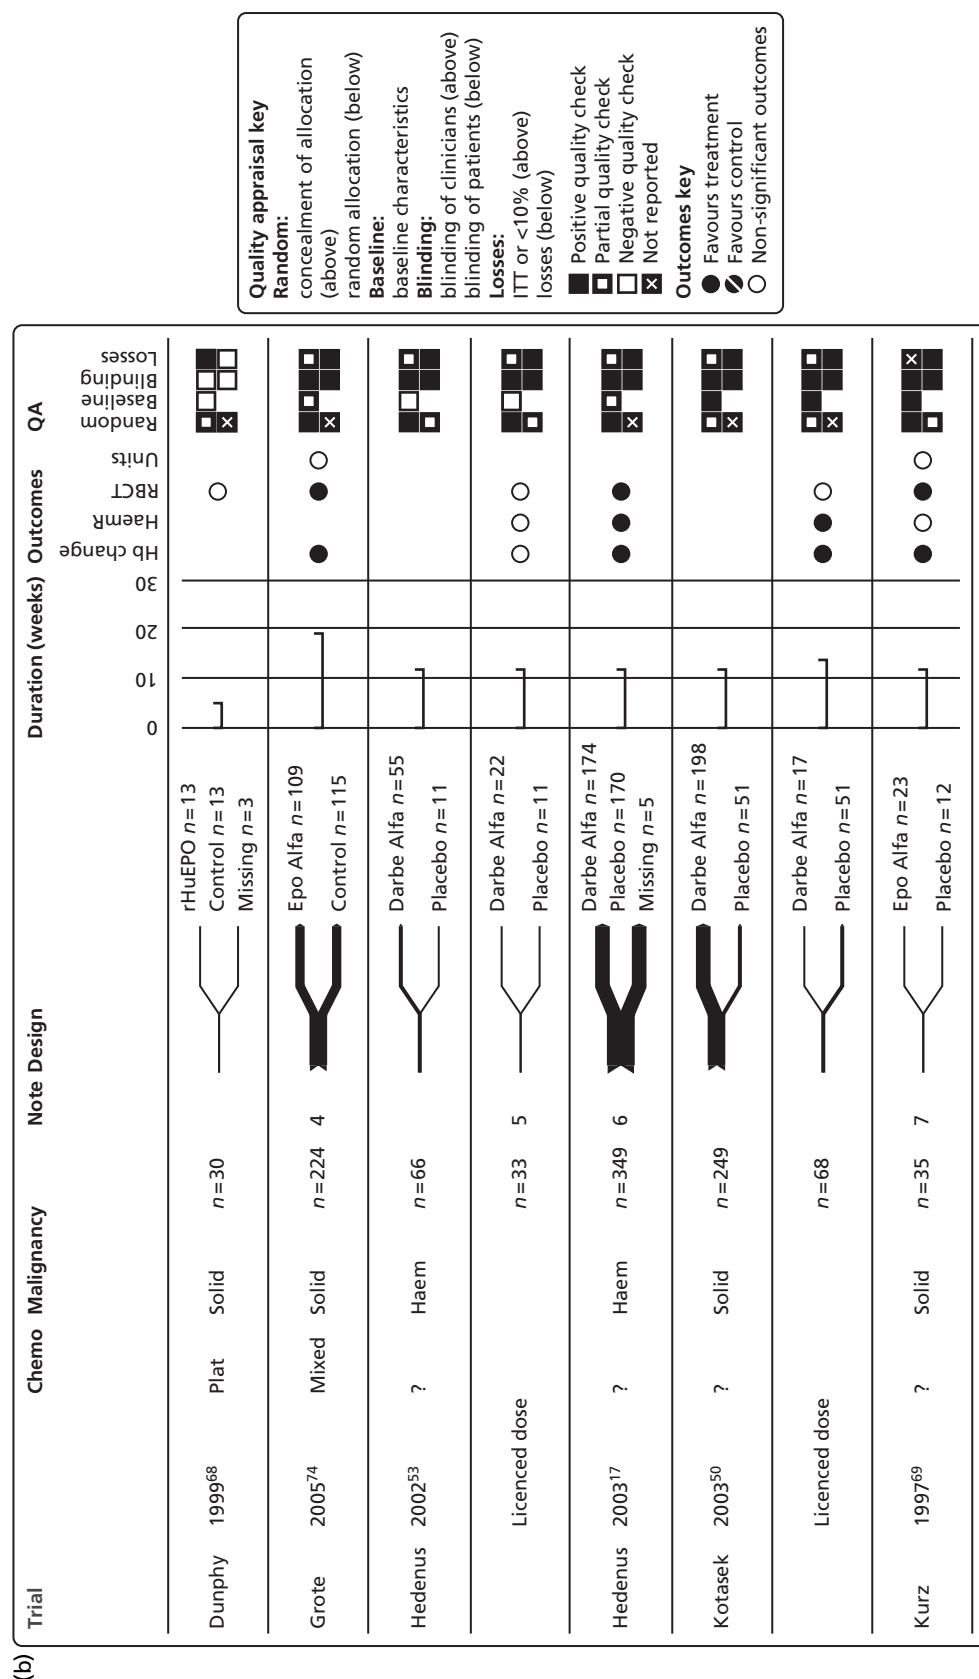 (b)
Trial Chemo Malignancy Note Design Duration (weeks) Outcomes QA
0 10 20 30 Hb change HaemR RBCT Units Random Baseline Blinding Losses
Dunphy 1999⁶⁸ Plat Solid n=30 rHuEPO n=13
Control n=13
Missing n=3
Grote 2005⁷⁴ Mixed Solid n=224 4 Epo Alfa n=109
Control n=115
Hedenus 2002⁵³ ? Haem n=66 Darbe Alfa n=55
Placebo n=11
Licenced dose n=33 5 Darbe Alfa n=22
Placebo n=11
Hedenus 2003¹⁷ ? Haem n=349 6 Darbe Alfa n=174
Placebo n=170
Missing n=5
Kotasek 2003⁵⁰ ? Solid n=249 Darbe Alfa n=198
Placebo n=51
Licenced dose n=68 Darbe Alfa n=17
Placebo n=51
Kurz 1997⁶⁹ ? Solid n=35 7 Epo Alfa n=23
Placebo n=12
Quality appraisal key
Random:
concealment of allocation
(above)
random allocation (below)
Baseline:
baseline characteristics
Blinding:
blinding of clinicians (above)
blinding of patients (below)
Losses:
ITT or <10% (above)
losses (below)
Positive quality check
Partial quality check
Negative quality check
Not reported
Outcomes key
Favours treatment
Favours control
Non-significant outcomes